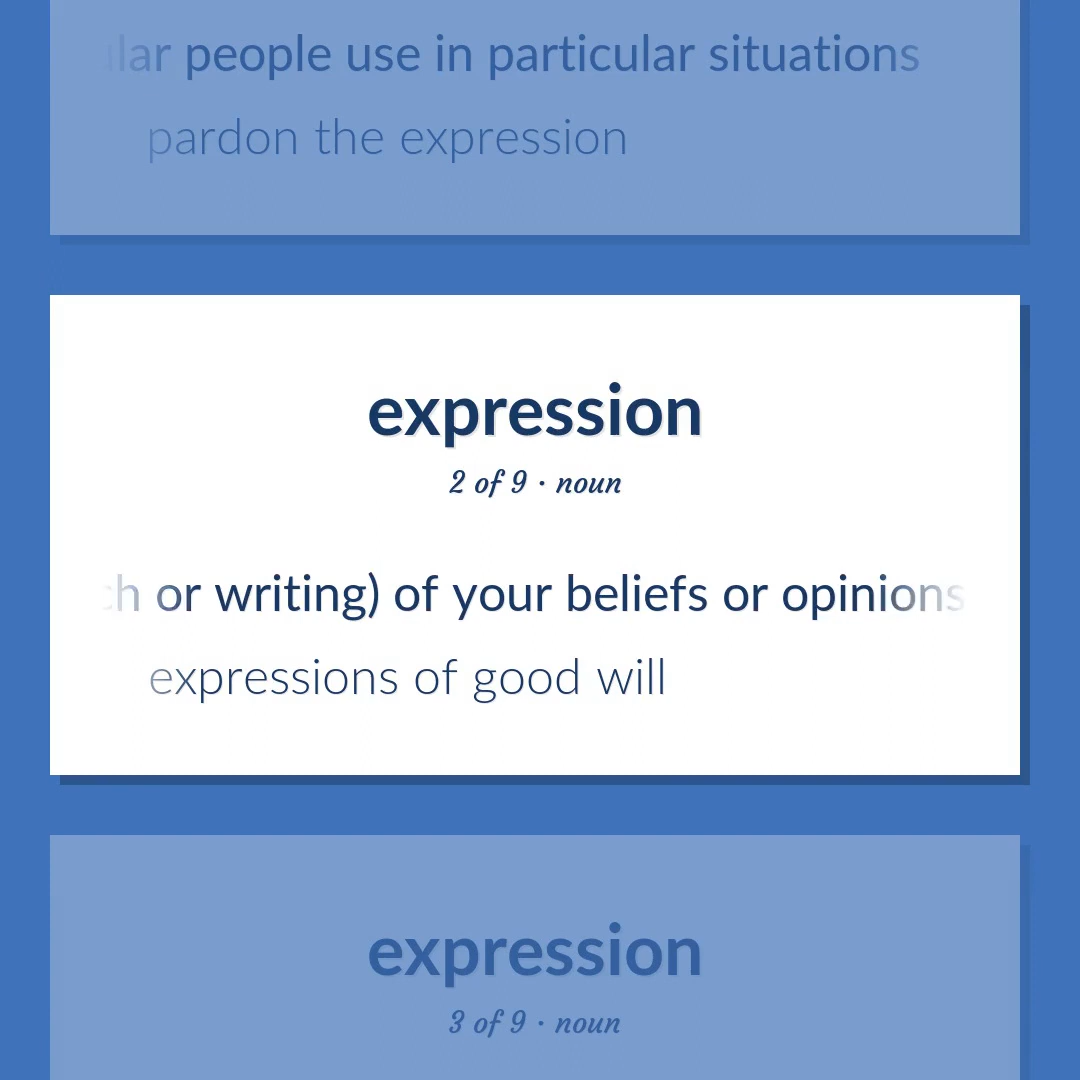 people use in particular situations
pardon the expression
expression
2 of 9 · noun
or writing) of your beliefs or opinions
expressions of good will
expression
3 of 9 · noun